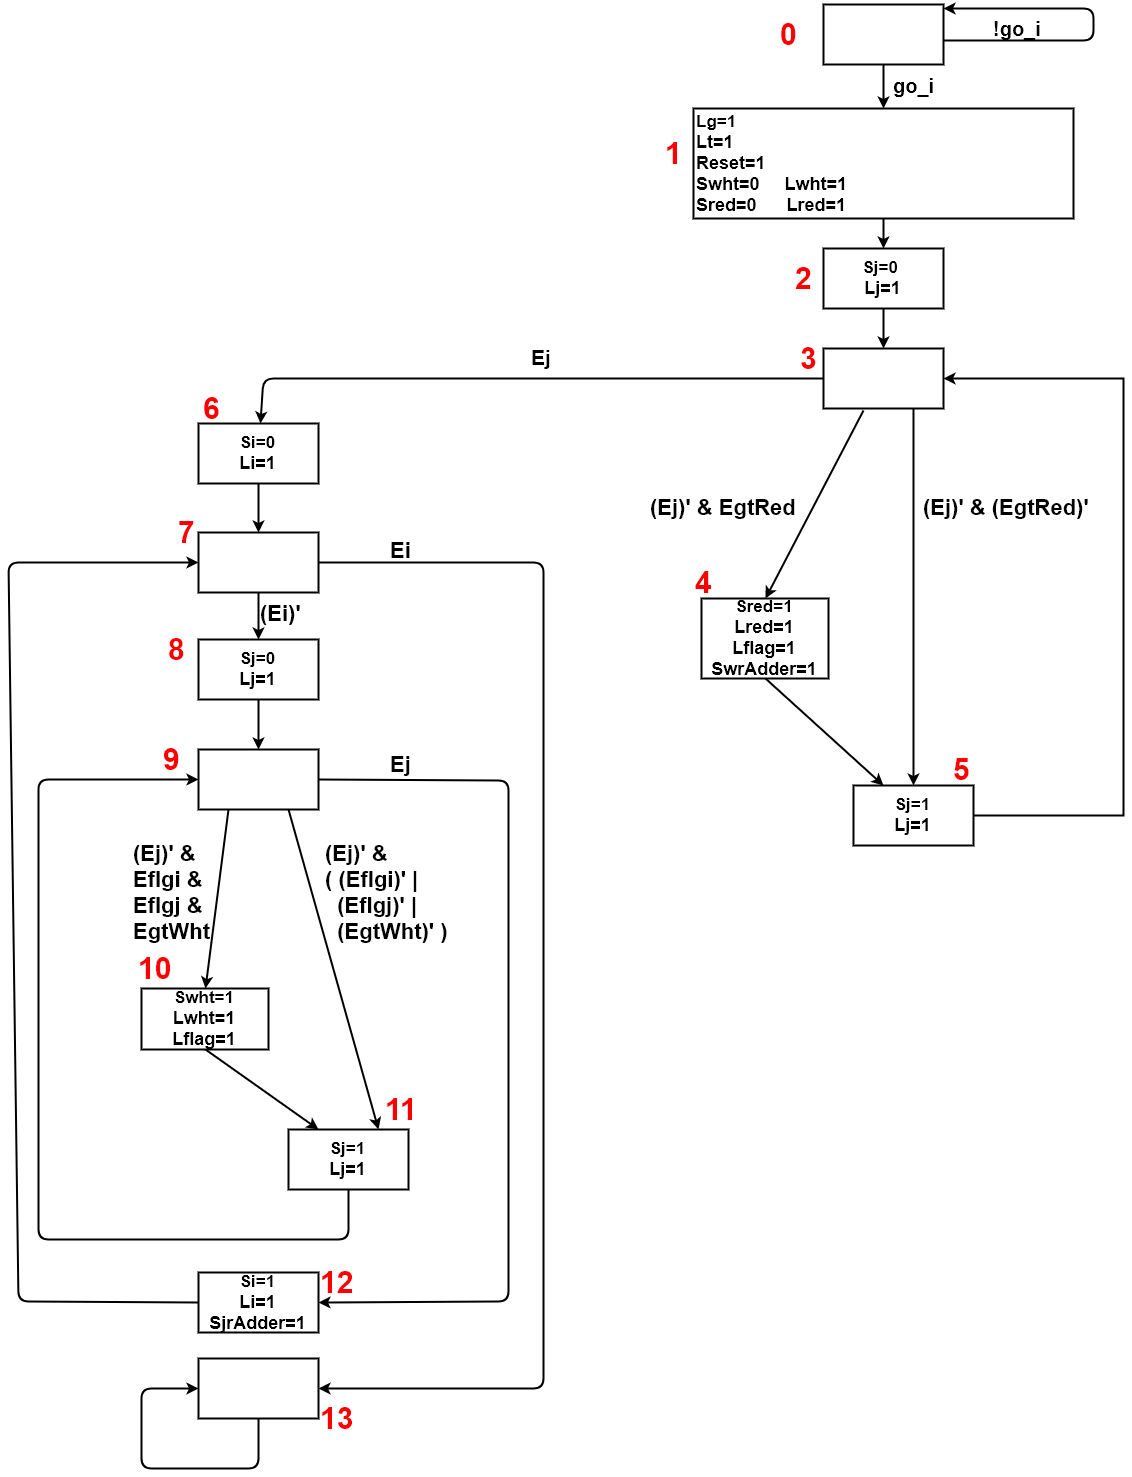 0
!go_i
go_i
1
Lg=1
Lt=1
Reset=1
Swht=0 Lwht=1
Sred=0 Lred=1
2
Sj=0
Lj=1
3
Ej
6
Si=0
Li=1
(Ej)' & EgtRed
(Ej)' & (EgtRed)'
7
Ei
4
Sred=1
Lred=1
Lflag=1
SwrAdder=1
(Ei)'
8
Sj=0
Lj=1
9
Ej
5
Sj=1
Lj=1
(Ej)' &
Eflgi &
Eflgj &
EgtWht
(Ej)' &
( (Eflgi)' |
(Eflgj)' |
(EgtWht)' )
10
Swht=1
Lwht=1
Lflag=1
11
Sj=1
Lj=1
12
Si=1
Li=1
SjrAdder=1
13